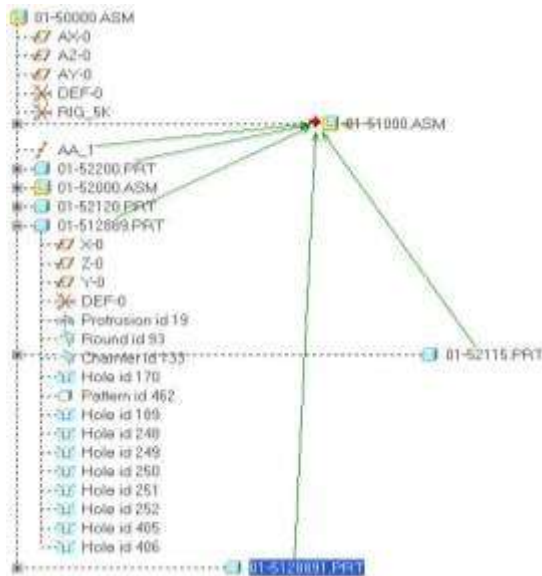 01-50000.ASM
AX-0
AZ-0
AY-0
DEF-0
RIG_5K
01-51000.ASM
AA_1
01-52200.PRT
01-52000.ASM
01-52120.PRT
01-512889.PRT
X-0
Z-0
Y-0
DEF-0
Protrusion id 19
Round id 93
Chamfer id 133
01-52115.PRT
Hole id 170
Pattern id 462
Hole id 189
Hole id 248
Hole id 249
Hole id 250
Hole id 251
Hole id 252
Hole id 405
Hole id 406
01-5128891.PRT